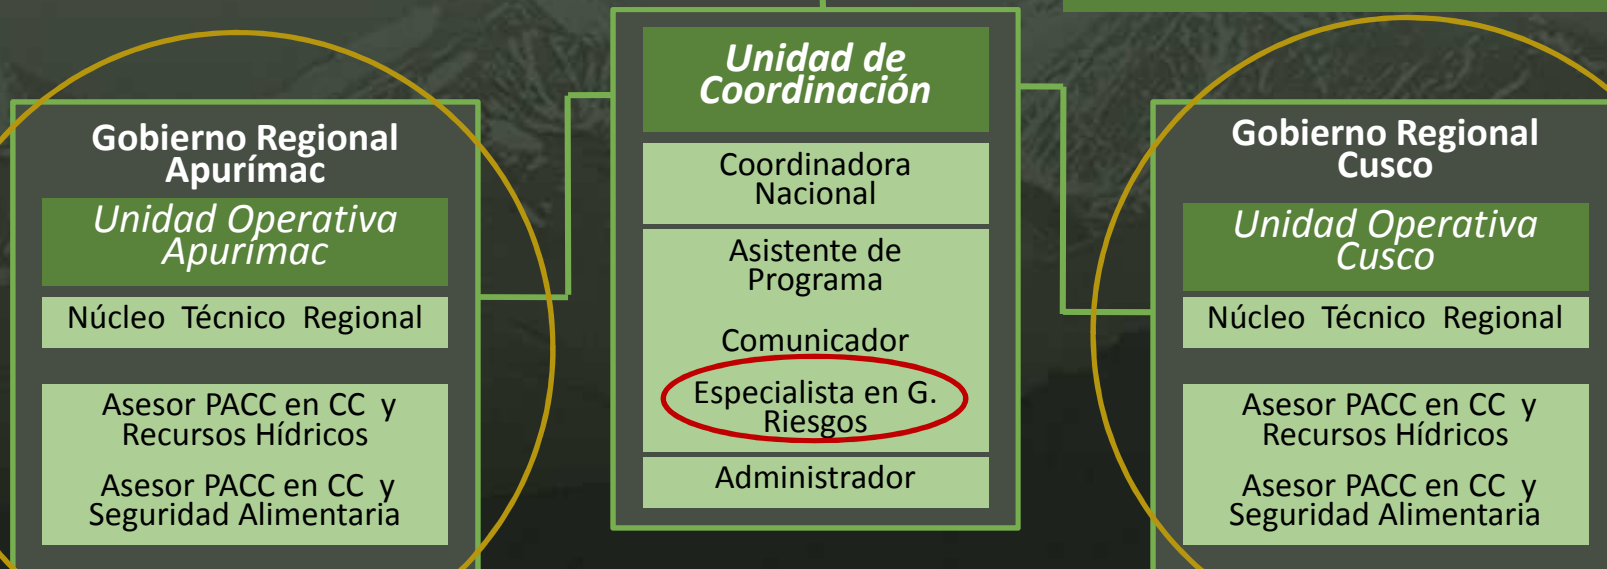 Unidad de
Coordinación
Coordinadora
Nacional
Asistente de
Programa
Comunicador
Especialista en G.
Riesgos
Administrador
Gobierno Regional
Apurímac
Unidad Operativa
Apurímac
Núcleo Técnico Regional
Asesor PACC en CC y
Recursos Hídricos
Asesor PACC en CC y
Seguridad Alimentaria
Gobierno Regional
Cusco
Unidad Operativa
Cusco
Núcleo Técnico Regional
Asesor PACC en CC y
Recursos Hídricos
Asesor PACC en CC y
Seguridad Alimentaria